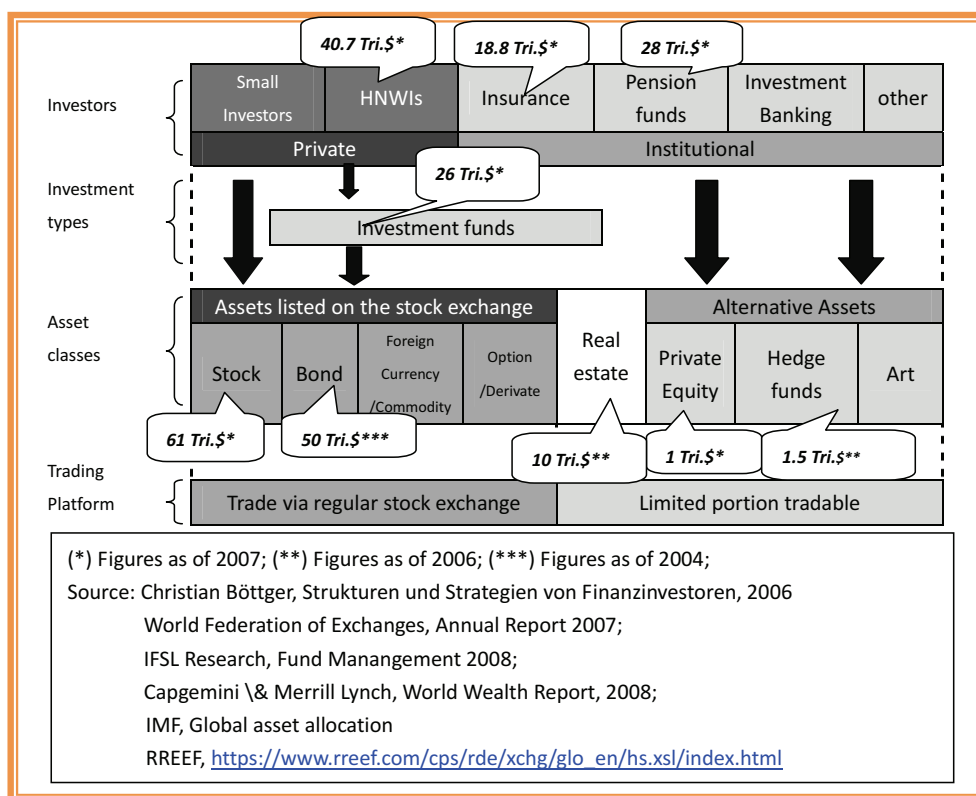 40.7 Tri.$*
18.8 Tri.$*
28 Tri.$*
Investors
Small
Investors
HNWIs
Insurance
Pension
funds
Investment
Banking
other
Private
Institutional
Investment
types
26 Tri.$*
Investment funds
Asset
classes
Assets listed on the stock exchange
Alternative Assets
Stock
Bond
Foreign
Currency
/Commodity
Option
/Derivate
Real
estate
Private
Equity
Hedge
funds
Art
61 Tri.$*
50 Tri.$***
10 Tri.$**
1 Tri.$*
1.5 Tri.$**
Trading
Platform
Trade via regular stock exchange
Limited portion tradable
(*) Figures as of 2007; (**) Figures as of 2006; (***) Figures as of 2004;
Source: Christian Böttger, Strukturen und Strategien von Finanzinvestoren, 2006
World Federation of Exchanges, Annual Report 2007;
IFSL Research, Fund Manangement 2008;
Capgemini \& Merrill Lynch, World Wealth Report, 2008;
IMF, Global asset allocation
RREEF, https://www.rreef.com/cps/rde/xchg/glo_en/hs.xsl/index.html